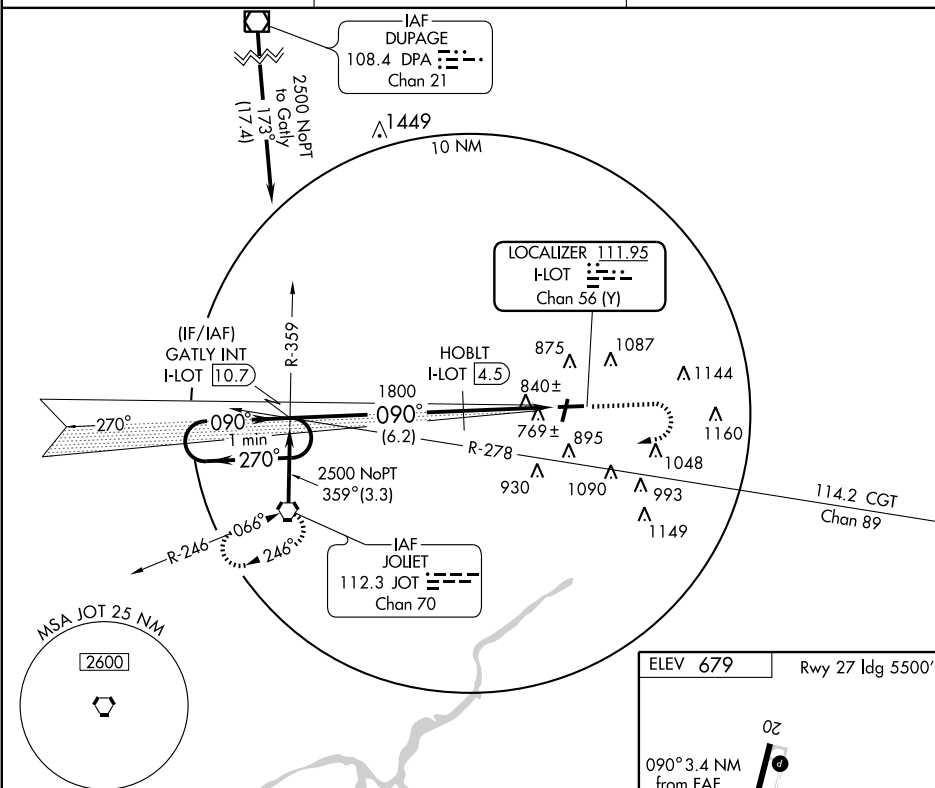 IAF
DUPAGE
108.4 DPA
Chan 21
2500 NoPT
to Gatly
173°
(17.4)
1449
10 NM
LOCALIZER 111.95
I-LOT
Chan 56 (Y)
R-359
(IF/IAF)
GATLY INT
I-LOT 10.7
HOBLT
I-LOT 4.5
875
1087
1144
840±
1800
090°
(6.2)
270°
090°
1 min
270°
769±
1160
895
R-278
1048
930
1090
993
1149
2500 NoPT
359° (3.3)
114.2 CGT
Chan 89
R-246
066°
246°
IAF
JOLIET
112.3 JOT
Chan 70
MSA JOT 25 NM
2600
ELEV 679
Rwy 27 ldg 5500'
20
P
090° 3.4 NM
from FAF